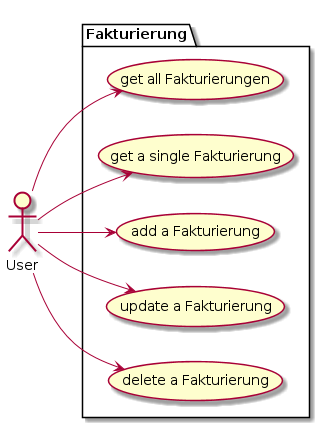 Fakturierung
get all Fakturierungen
get a single Fakturierung
add a Fakturierung
User
update a Fakturierung
delete a Fakturierung